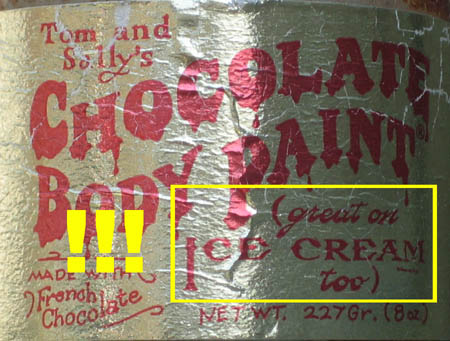 Tom and
Sally's
CHOCOLATE
BODY PAINT®
!!!
(great on
ICE CREAM
too)
MADE WITH
French
Chocolate
NET WT. 227Gr. (8oz)